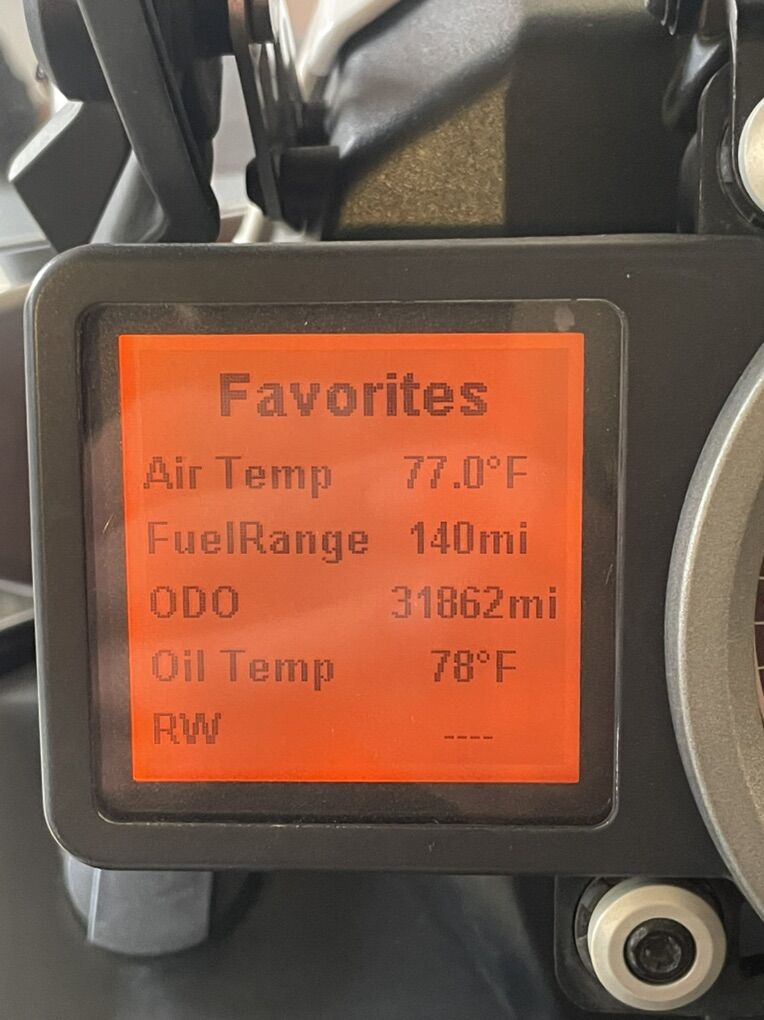 Favorites
Air Temp 77.0°F
FuelRange 140mi
ODO 31862mi
Oil Temp 78°F
RW ----